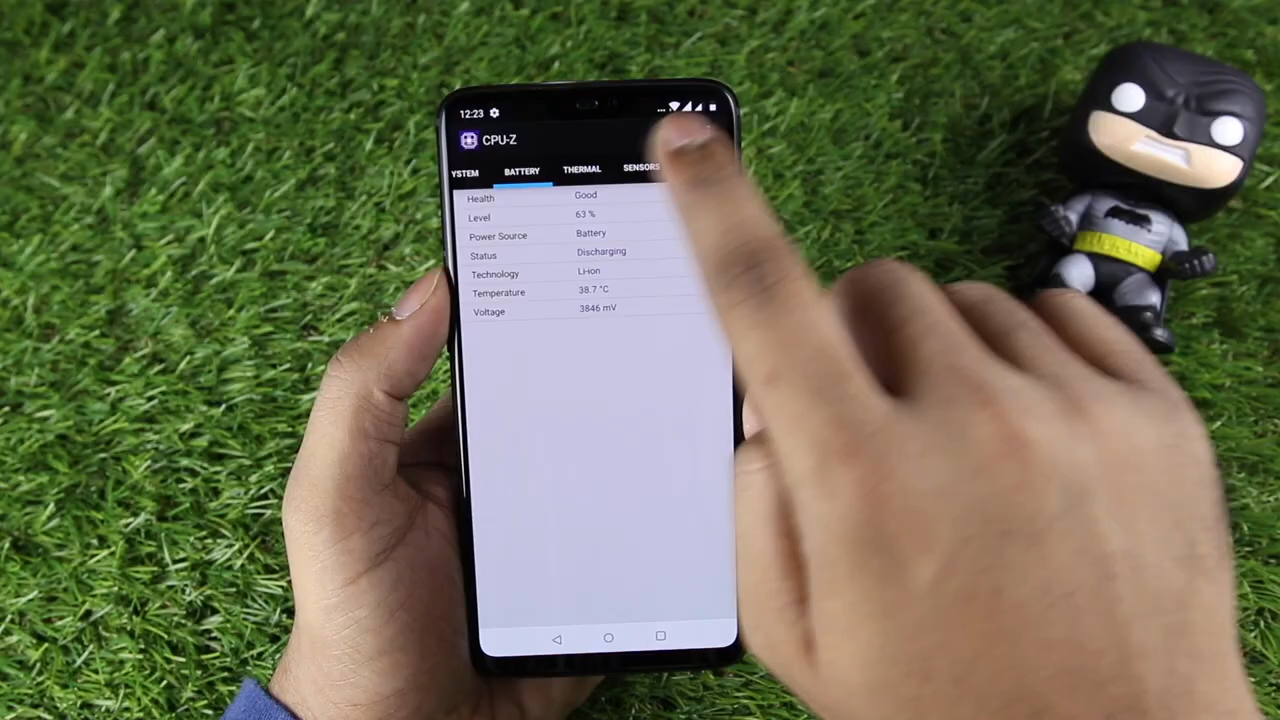 12:23
CPU-Z
YSTEM BATTERY THERMAL SENSORS
Health Good
Level 63 %
Power Source Battery
Status Discharging
Technology Li-ion
Temperature 38.7 °C
Voltage 3846 mV